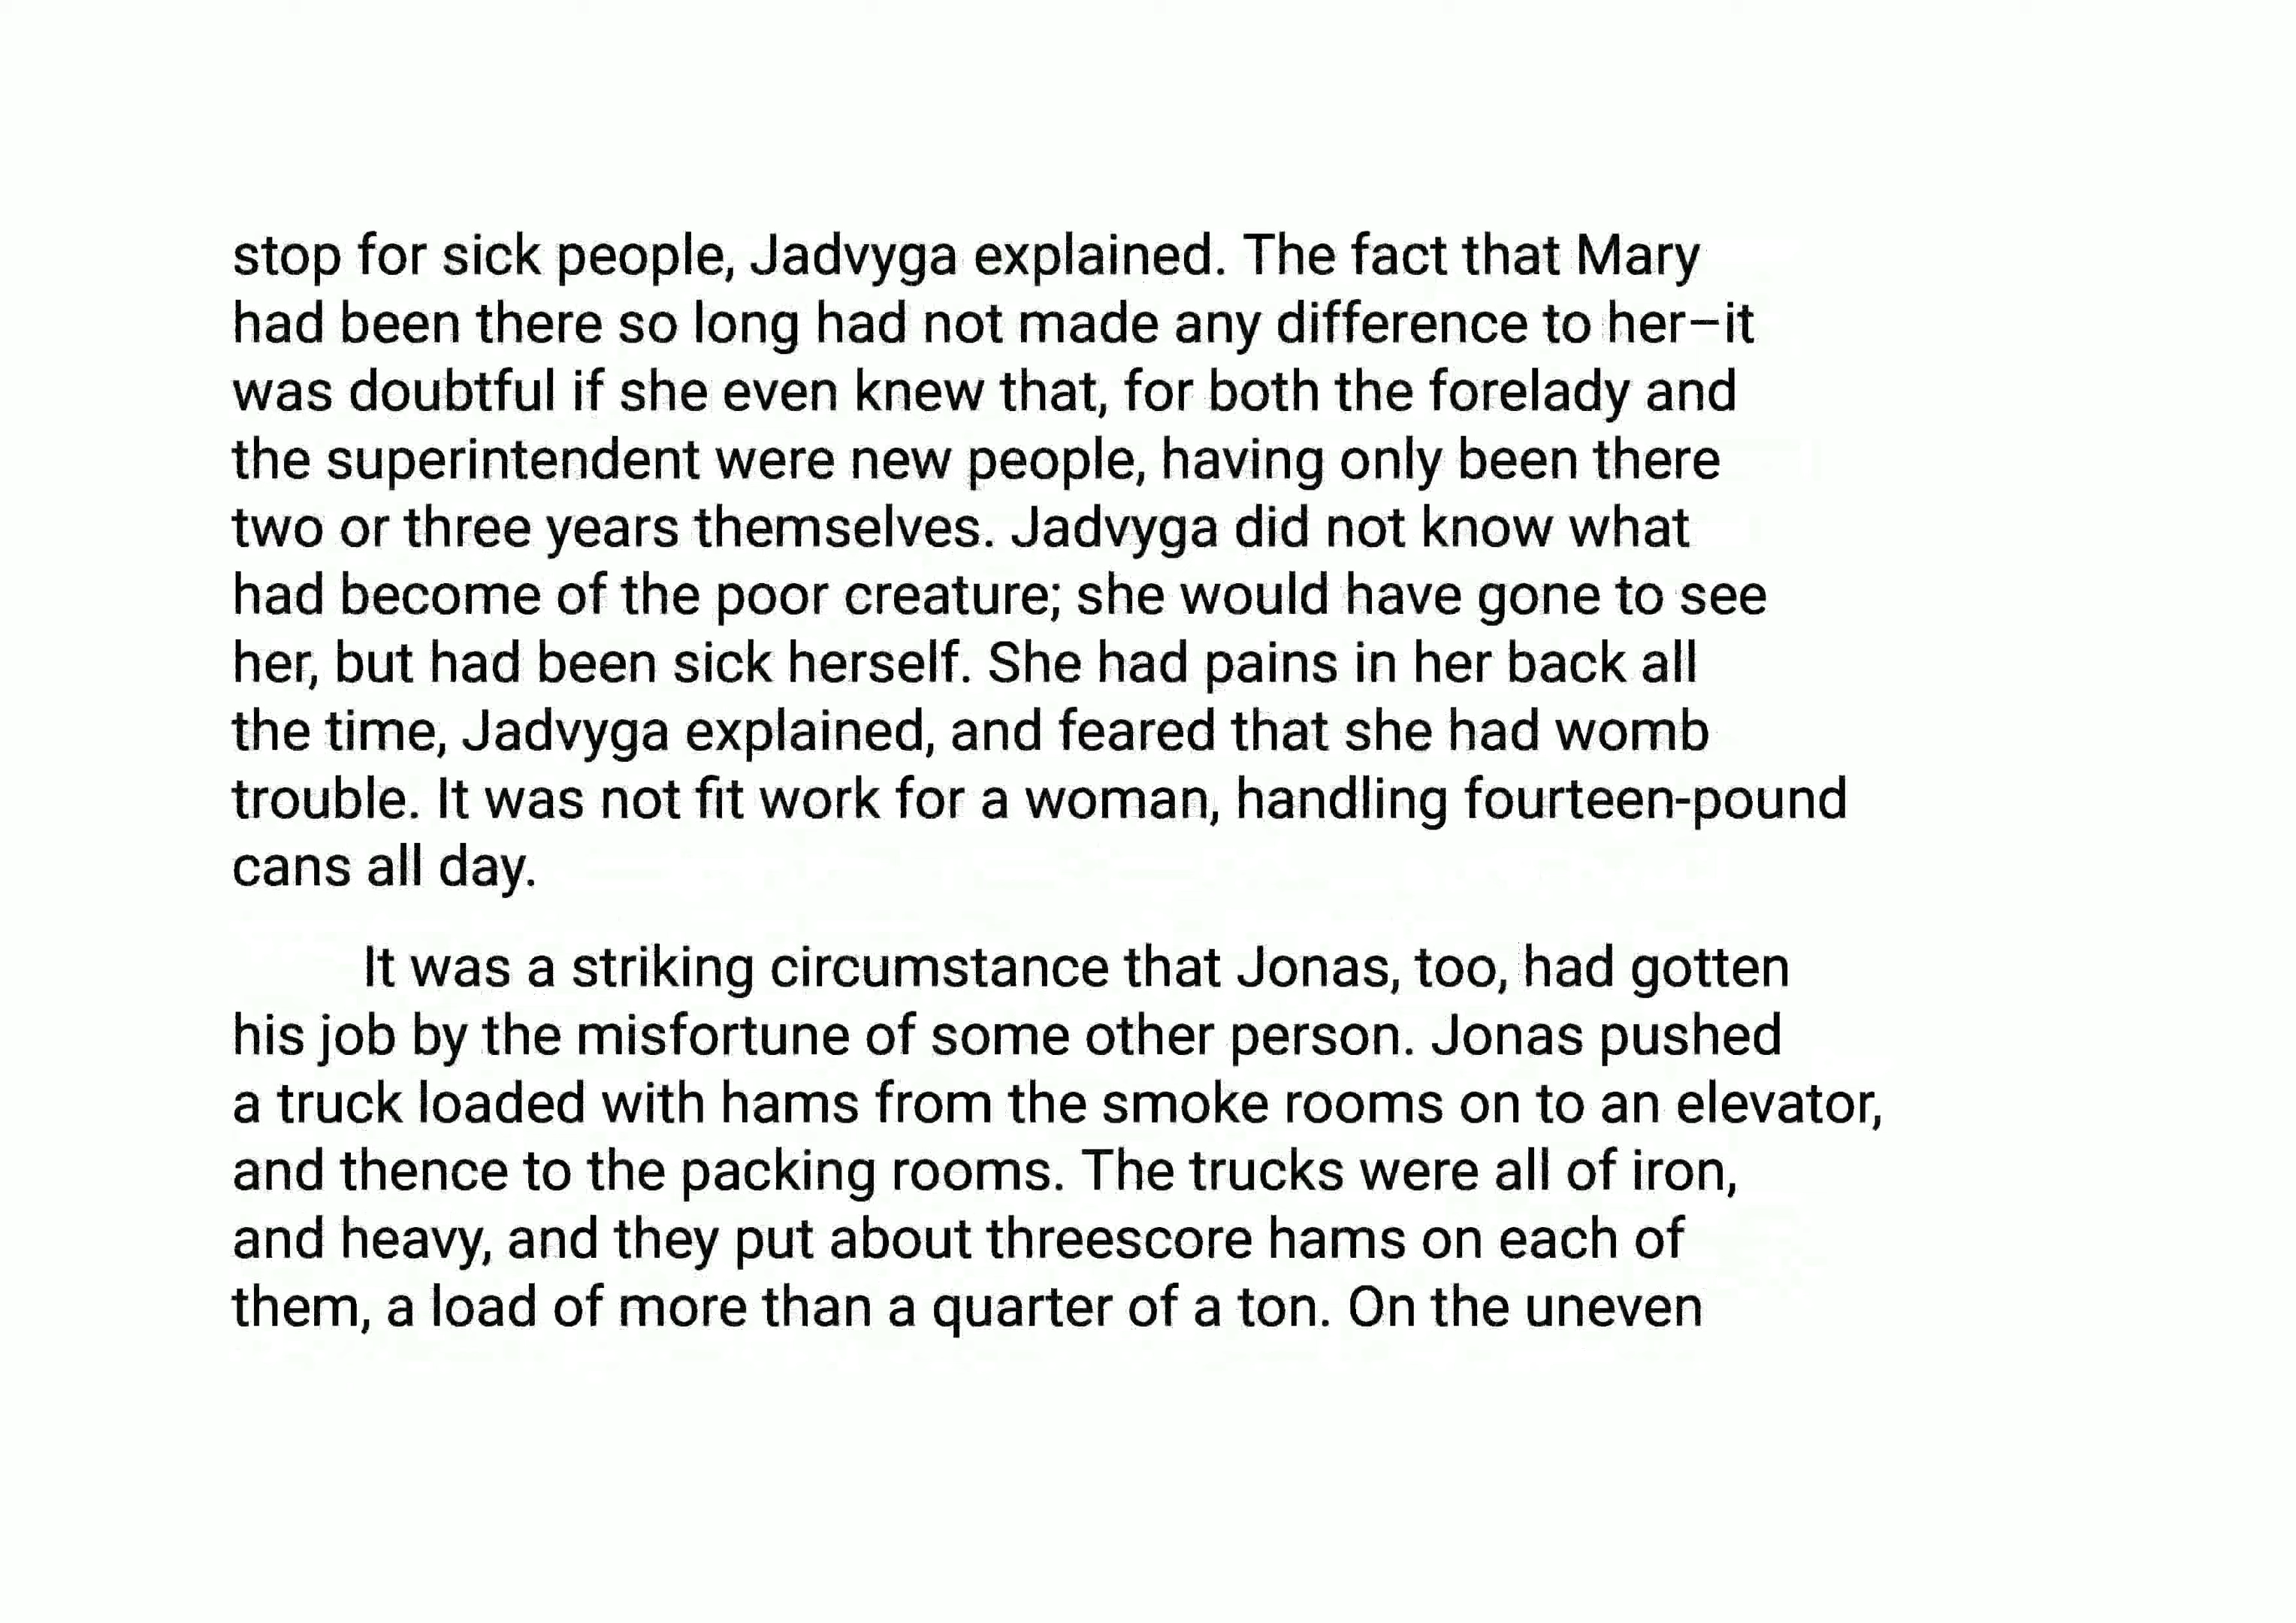 stop for sick people, Jadvyga explained. The fact that Mary
had been there so long had not made any difference to her–it
was doubtful if she even knew that, for both the forelady and
the superintendent were new people, having only been there
two or three years themselves. Jadvyga did not know what
had become of the poor creature; she would have gone to see
her, but had been sick herself. She had pains in her back all
the time, Jadvyga explained, and feared that she had womb
trouble. It was not fit work for a woman, handling fourteen-pound
cans all day.
It was a striking circumstance that Jonas, too, had gotten
his job by the misfortune of some other person. Jonas pushed
a truck loaded with hams from the smoke rooms on to an elevator,
and thence to the packing rooms. The trucks were all of iron,
and heavy, and they put about threescore hams on each of
them, a load of more than a quarter of a ton. On the uneven